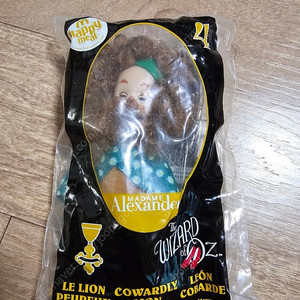 m
Happy
meal
4
MADAME
Alexander
The
WIZARD
of OZ
LE LION COWARDLY LEÓN
PEUREUX LION COBARDE